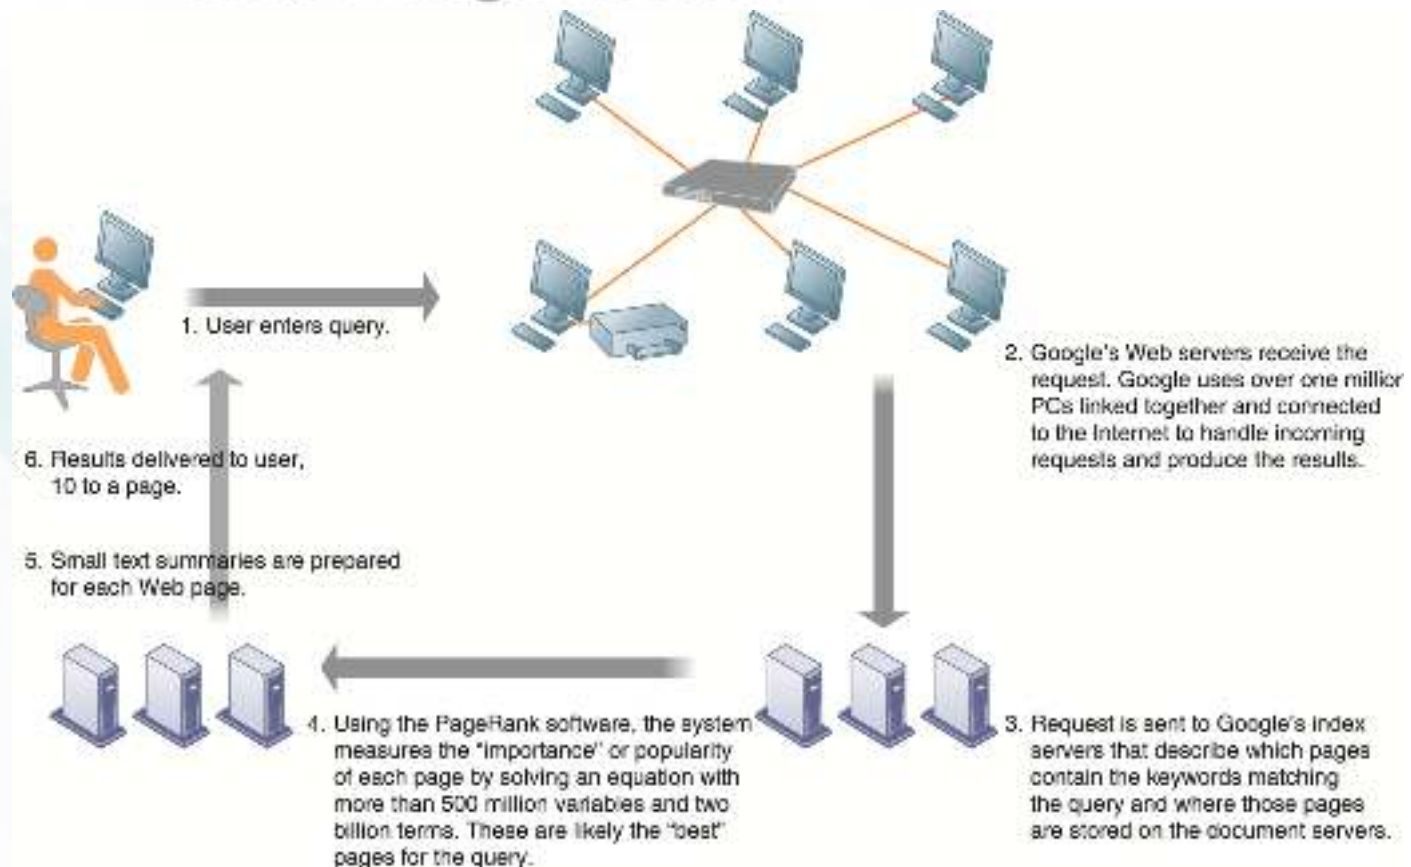 1. User enters query.
2. Google's Web servers receive the
request. Google uses over one million
PCs linked together and connected
to the Internet to handle incoming
requests and produce the results.
6. Results delivered to user,
10 to a page.
5. Small text summaries are prepared
for each Web page.
4. Using the PageRank software, the system
measures the "importance" or popularity
of each page by solving an equation with
more than 500 million variables and two
billion terms. These are likely the "best"
pages for the query.
3. Request is sent to Google's index
servers that describe which pages
contain the keywords matching
the query and where those pages
are stored on the document servers.